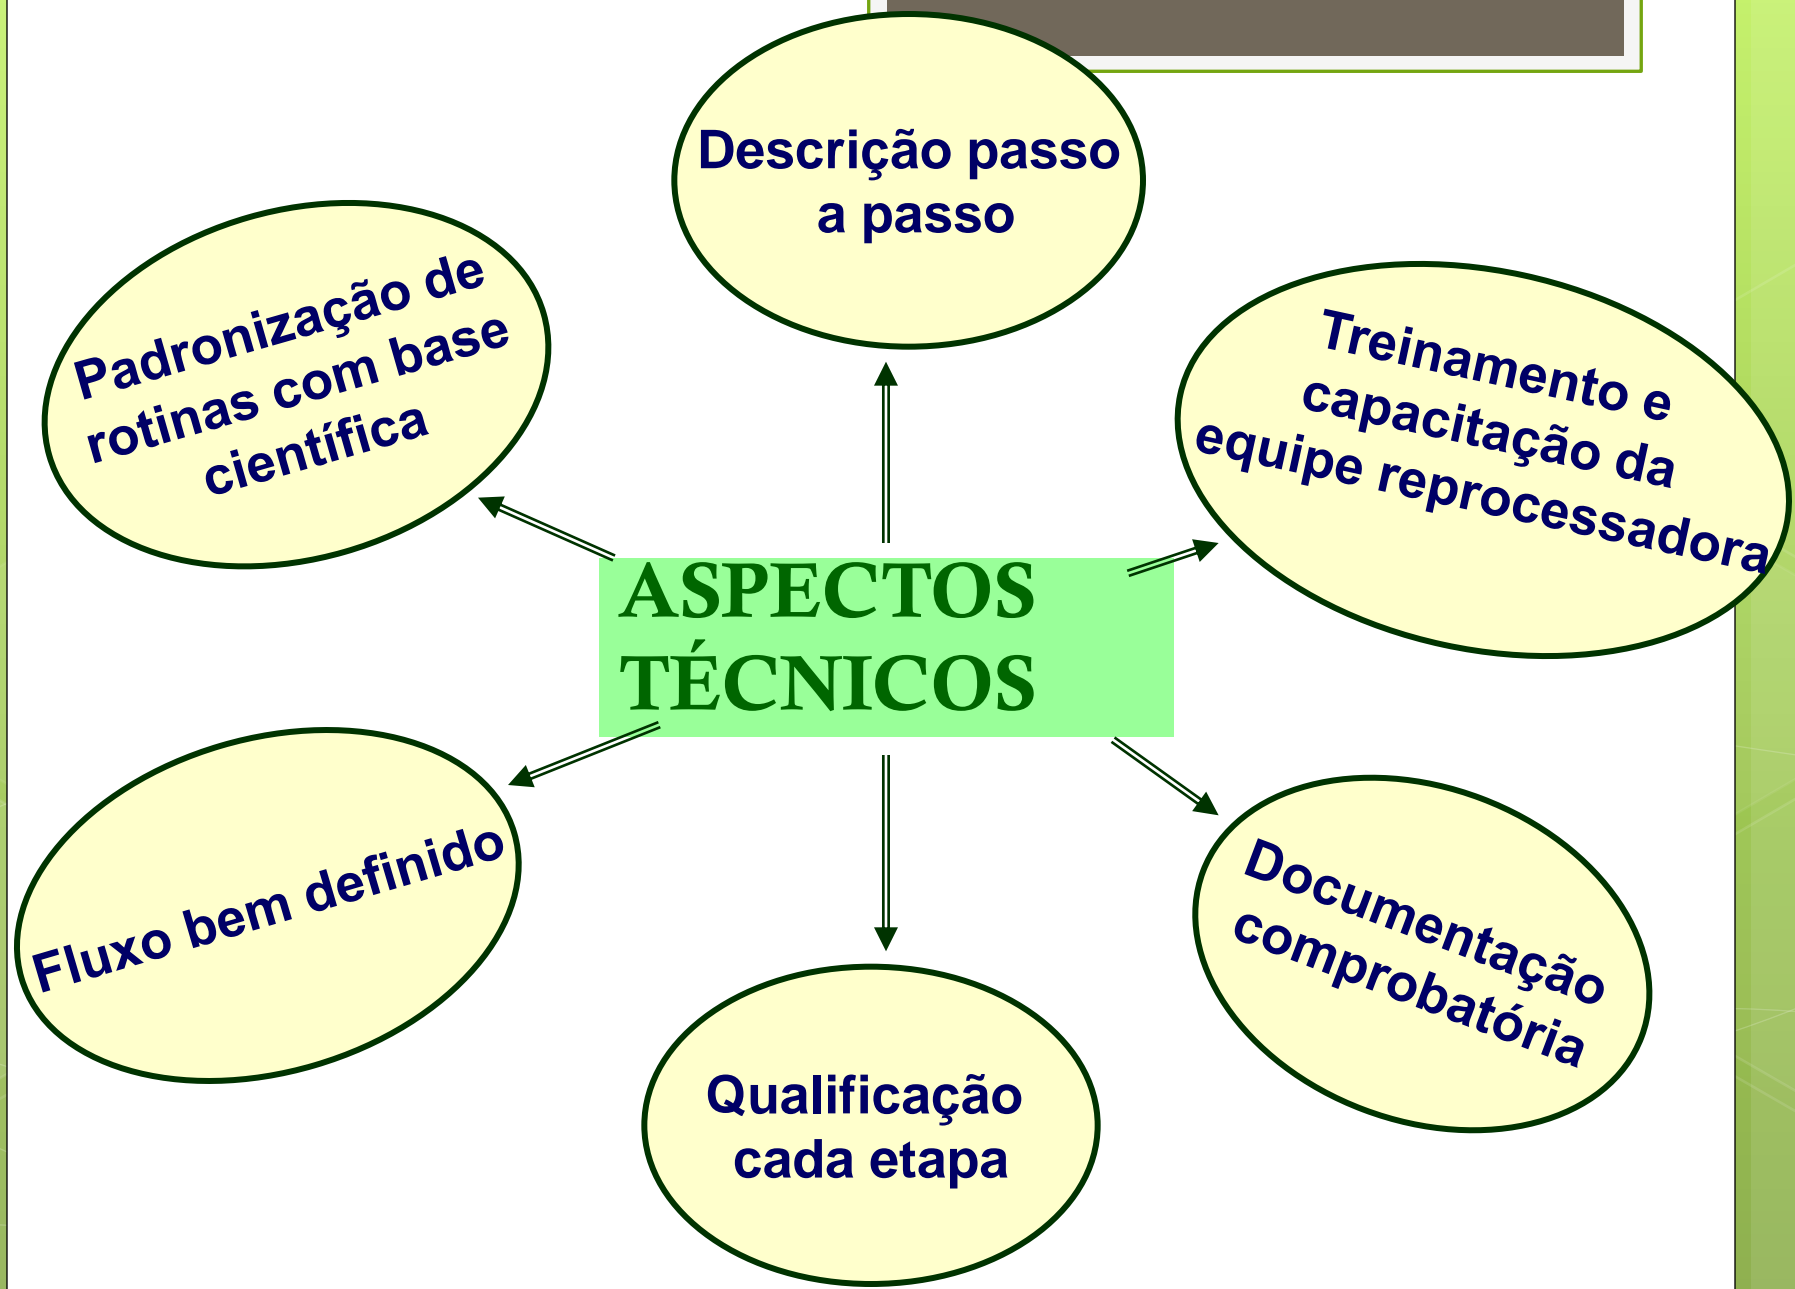 Descrição passo
a passo
Padronização de
rotinas com base
científica
Treinamento e
capacitação da
equipe reprocessadora
ASPECTOS
TÉCNICOS
Fluxo bem definido
Documentação
comprobatória
Qualificação
cada etapa